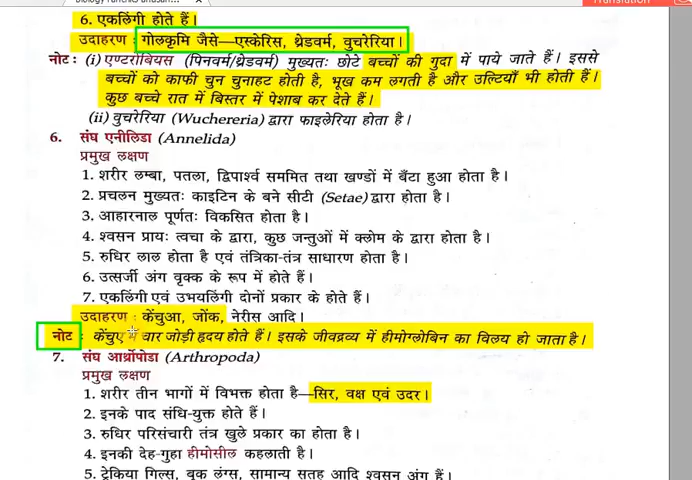 6. एकलिंगी होते हैं।
उदाहरण : गोलकृमि जैसे—एस्केरिस, थ्रेडवर्म, वुचरेरिया।
नोट : (i) एण्टरोबियस (पिनवर्म/थ्रेडवर्म) मुख्यतः छोटे बच्चों की गुदा में पाये जाते हैं। इससे
बच्चों को काफी चुन चुनाहट होती है, भूख कम लगती है और उल्टियाँ भी होती हैं।
कुछ बच्चे रात में बिस्तर में पेशाब कर देते हैं।
(ii) वुचरेरिया (Wuchereria) द्वारा फाइलेरिया होता है।
6. संघ एनीलिडा (Annelida)
प्रमुख लक्षण
1. शरीर लम्बा, पतला, द्विपार्श्व सममित तथा खण्डों में बँटा हुआ होता है।
2. प्रचलन मुख्यतः काइटिन के बने सीटी (Setae) द्वारा होता है।
3. आहारनाल पूर्णतः विकसित होता है।
4. श्वसन प्रायः त्वचा के द्वारा, कुछ जन्तुओं में क्लोम के द्वारा होता है।
5. रुधिर लाल होता है एवं तंत्रिका-तंत्र साधारण होता है।
6. उत्सर्जी अंग वृक्क के रूप में होते हैं।
7. एकलिंगी एवं उभयलिंगी दोनों प्रकार के होते हैं।
उदाहरण : केंचुआ, जोंक, नेरीस आदि।
नोट : केंचुए में चार जोड़ी हृदय होते हैं। इसके जीवद्रव्य में हीमोग्लोबिन का विलय हो जाता है।
7. संघ आर्थ्रोपोडा (Arthropoda)
प्रमुख लक्षण
1. शरीर तीन भागों में विभक्त होता है—सिर, वक्ष एवं उदर।
2. इनके पाद संधि-युक्त होते हैं।
3. रुधिर परिसंचारी तंत्र खुले प्रकार का होता है।
4. इनकी देह-गुहा हीमोसील कहलाती है।
5. ट्रेकिया गिल्स, बुक लंग्स, सामान्य सतह आदि श्वसन अंग हैं।